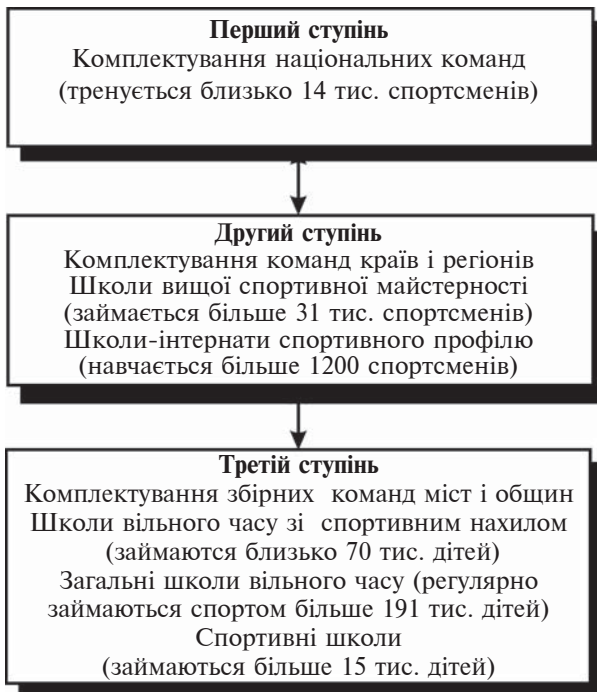 Перший ступінь
Комплектування національних команд
(тренується близько 14 тис. спортсменів)
Другий ступінь
Комплектування команд країв і регіонів
Школи вищої спортивної майстерності
(займається більше 31 тис. спортсменів)
Школи-інтернати спортивного профілю
(навчається більше 1200 спортсменів)
Третій ступінь
Комплектування збірних команд міст і общин
Школи вільного часу зі спортивним нахилом
(займаются близько 70 тис. дітей)
Загальні школи вільного часу (регулярно
займаються спортом більше 191 тис. дітей)
Спортивні школи
(займаються більше 15 тис. дітей)